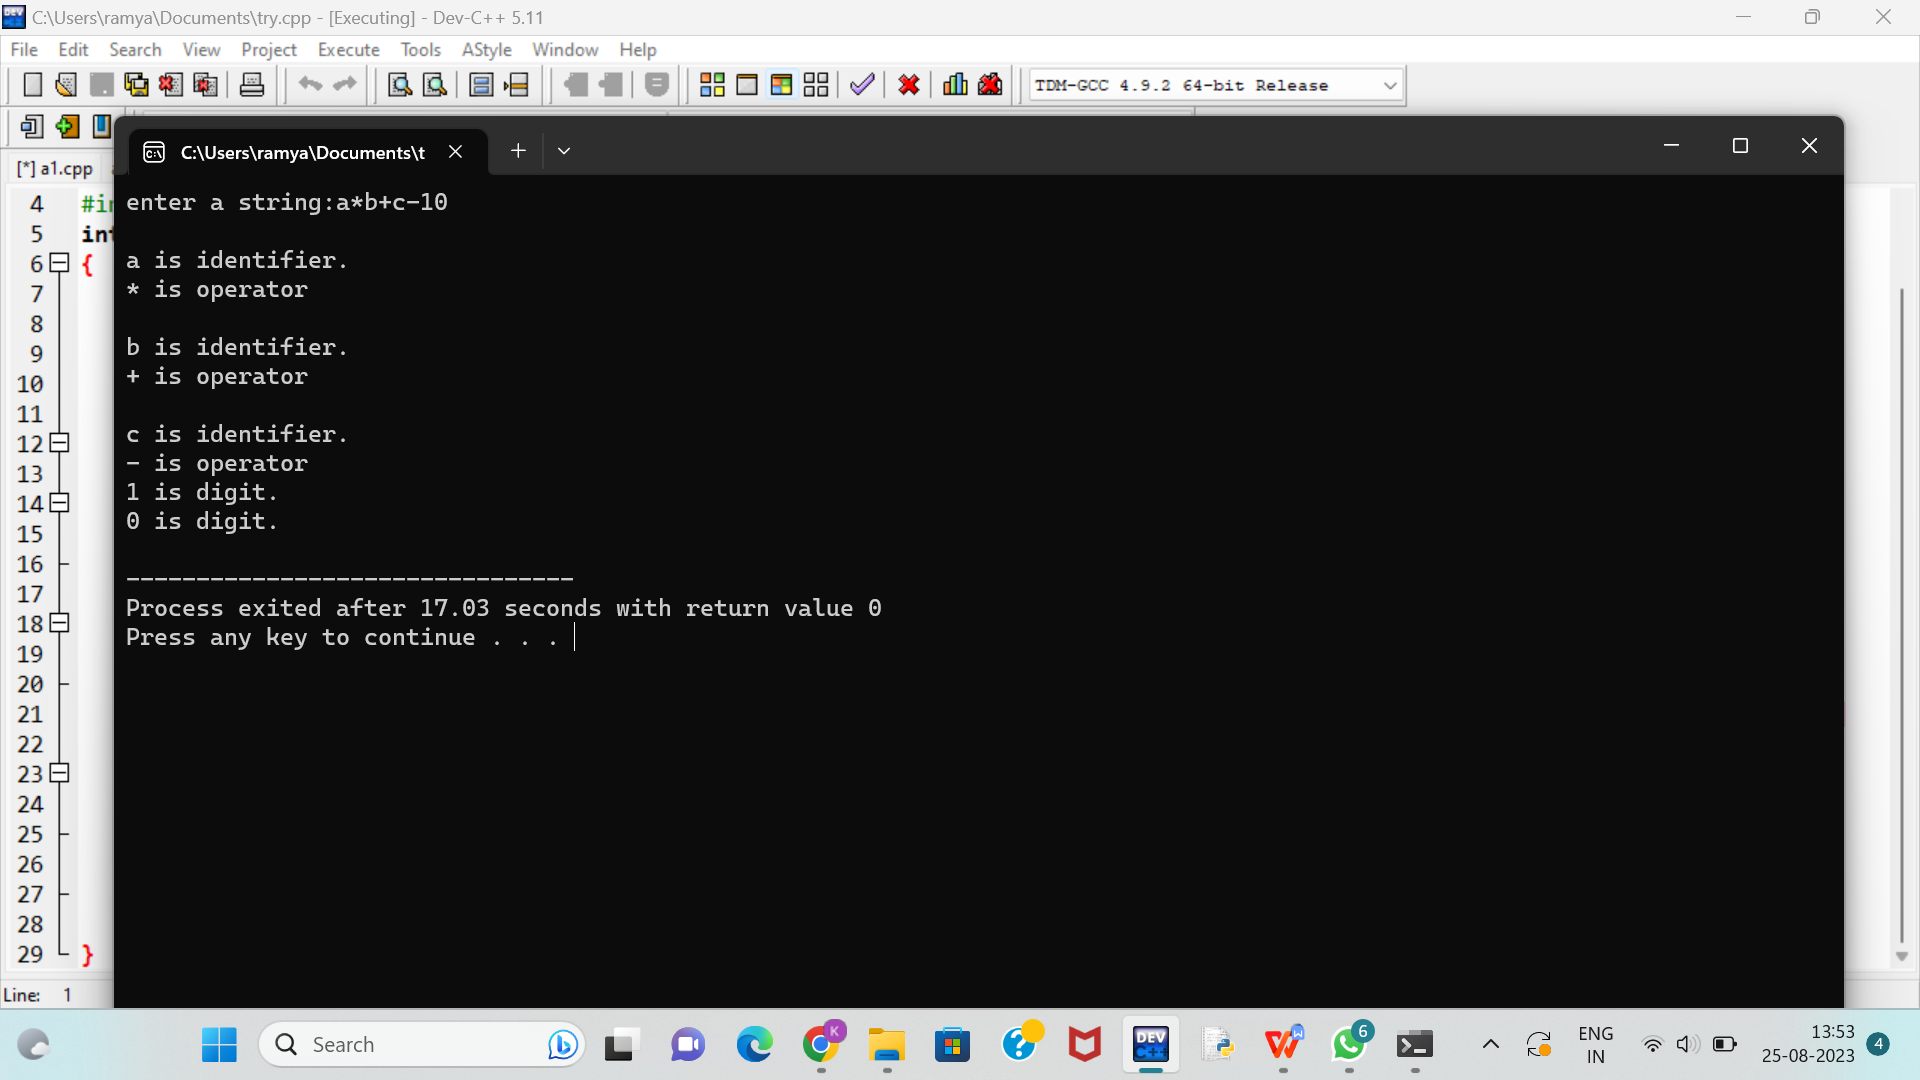 C:\Users\ramya\Documents\try.cpp - [Executing] - Dev-C++ 5.11
File Edit Search View Project Execute Tools AStyle Window Help
TDM-GCC 4.9.2 64-bit Release
C:\Users\ramya\Documents\t
[*] a1.cpp
enter a string:a*b+c-10
a is identifier.
* is operator
b is identifier.
+ is operator
c is identifier.
- is operator
1 is digit.
0 is digit.
--------------------------------
Process exited after 17.03 seconds with return value 0
Press any key to continue . . .
4 #in
5 int
6 {
7
8
9
10
11
12
13
14
15
16
17
18
19
20
21
22
23
24
25
26
27
28
29 }
Line: 1
Search
K
DEV
C++
W
6
ENG
IN
13:53
25-08-2023
4